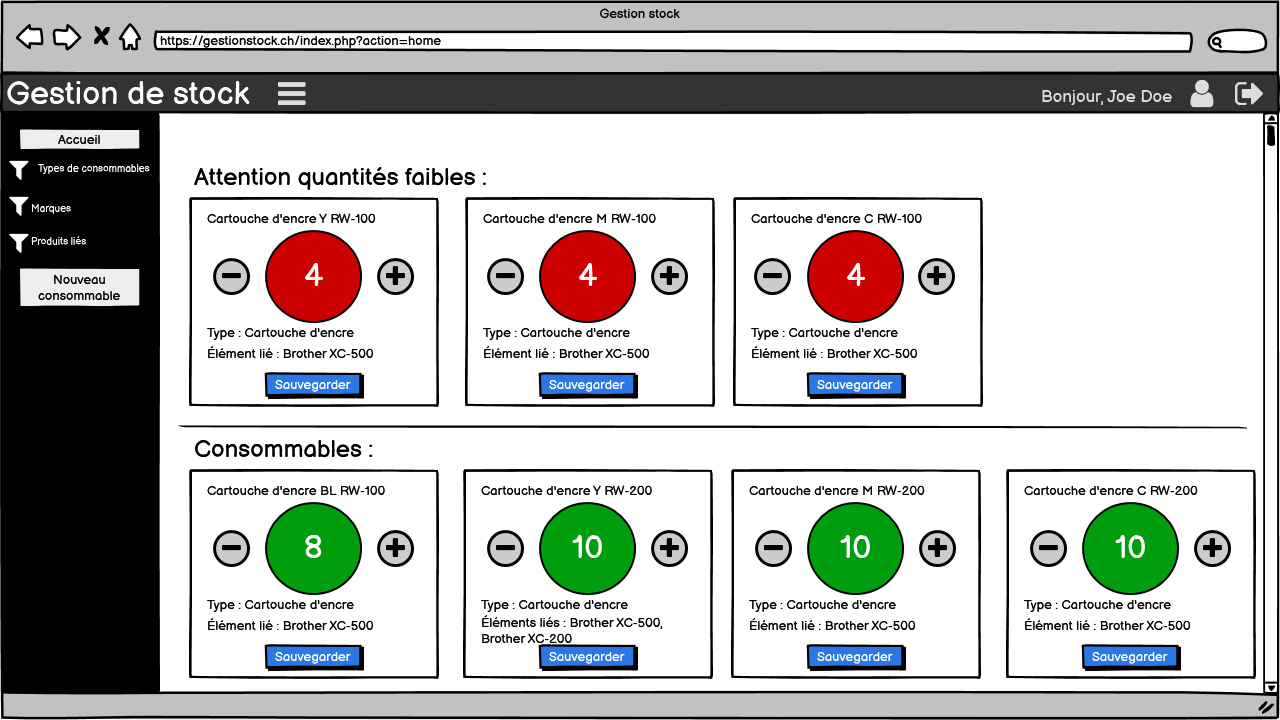 Gestion stock
https://gestionstock.ch/index.php?action=home
Gestion de stock
Bonjour, Joe Doe
Accueil
Types de consommables
Marques
Produits liés
Nouveau
consommable
Attention quantités faibles :
Cartouche d'encre Y RW-100
4
Type : Cartouche d'encre
Élément lié : Brother XC-500
Sauvegarder
Cartouche d'encre M RW-100
4
Type : Cartouche d'encre
Élément lié : Brother XC-500
Sauvegarder
Cartouche d'encre C RW-100
4
Type : Cartouche d'encre
Élément lié : Brother XC-500
Sauvegarder
Consommables :
Cartouche d'encre BL RW-100
8
Type : Cartouche d'encre
Élément lié : Brother XC-500
Sauvegarder
Cartouche d'encre Y RW-200
10
Type : Cartouche d'encre
Éléments liés : Brother XC-500,
Brother XC-200
Sauvegarder
Cartouche d'encre M RW-200
10
Type : Cartouche d'encre
Élément lié : Brother XC-500
Sauvegarder
Cartouche d'encre C RW-200
10
Type : Cartouche d'encre
Élément lié : Brother XC-500
Sauvegarder